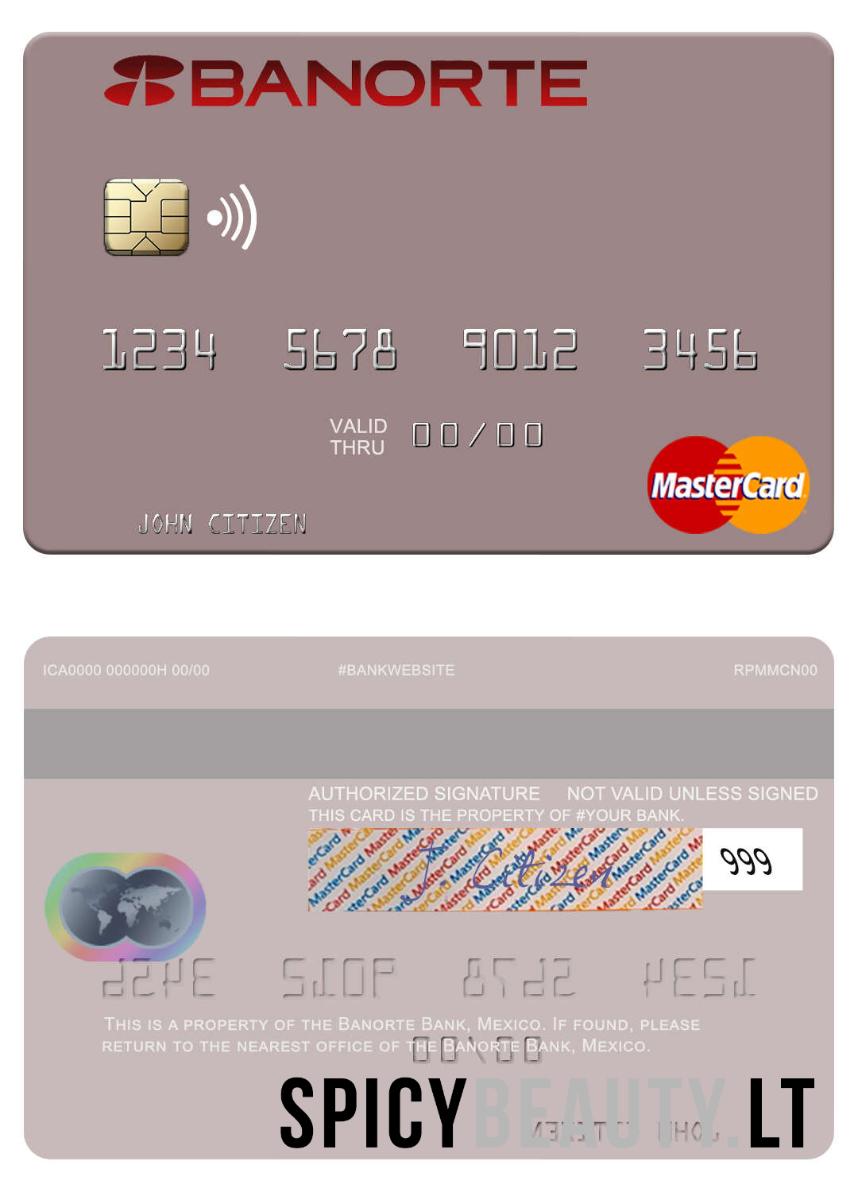 BANORTE
1234 5678 9012 3456
VALID THRU 00/00
MasterCard
JOHN CITIZEN
ICA0000 000000H 00/00 #BANKWEBSITE RPMMCN00
AUTHORIZED SIGNATURE NOT VALID UNLESS SIGNED
THIS CARD IS THE PROPERTY OF #YOUR BANK.
J. Citizen 999
THIS IS A PROPERTY OF THE BANORTE BANK, MEXICO. IF FOUND, PLEASE
RETURN TO THE NEAREST OFFICE OF THE BANORTE BANK, MEXICO.
SPICYBEAUTY.LT